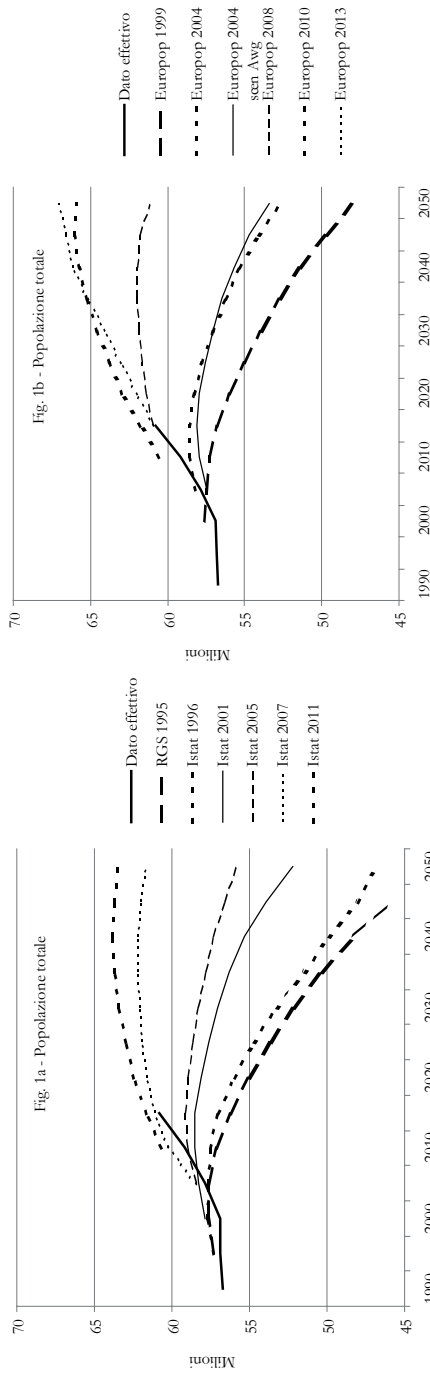 Fig. 1a - Popolazione totale
Milioni
70
65
60
55
50
45
1990
2000
2010
2020
2030
2040
2050
Dato effettivo
RGS 1995
Istat 1996
Istat 2001
Istat 2005
Istat 2007
Istat 2011
Fig. 1b - Popolazione totale
Milioni
70
65
60
55
50
45
1990
2000
2010
2020
2030
2040
2050
Dato effettivo
Europop 1999
Europop 2004
Europop 2004
scen Awg
Europop 2008
Europop 2010
Europop 2013